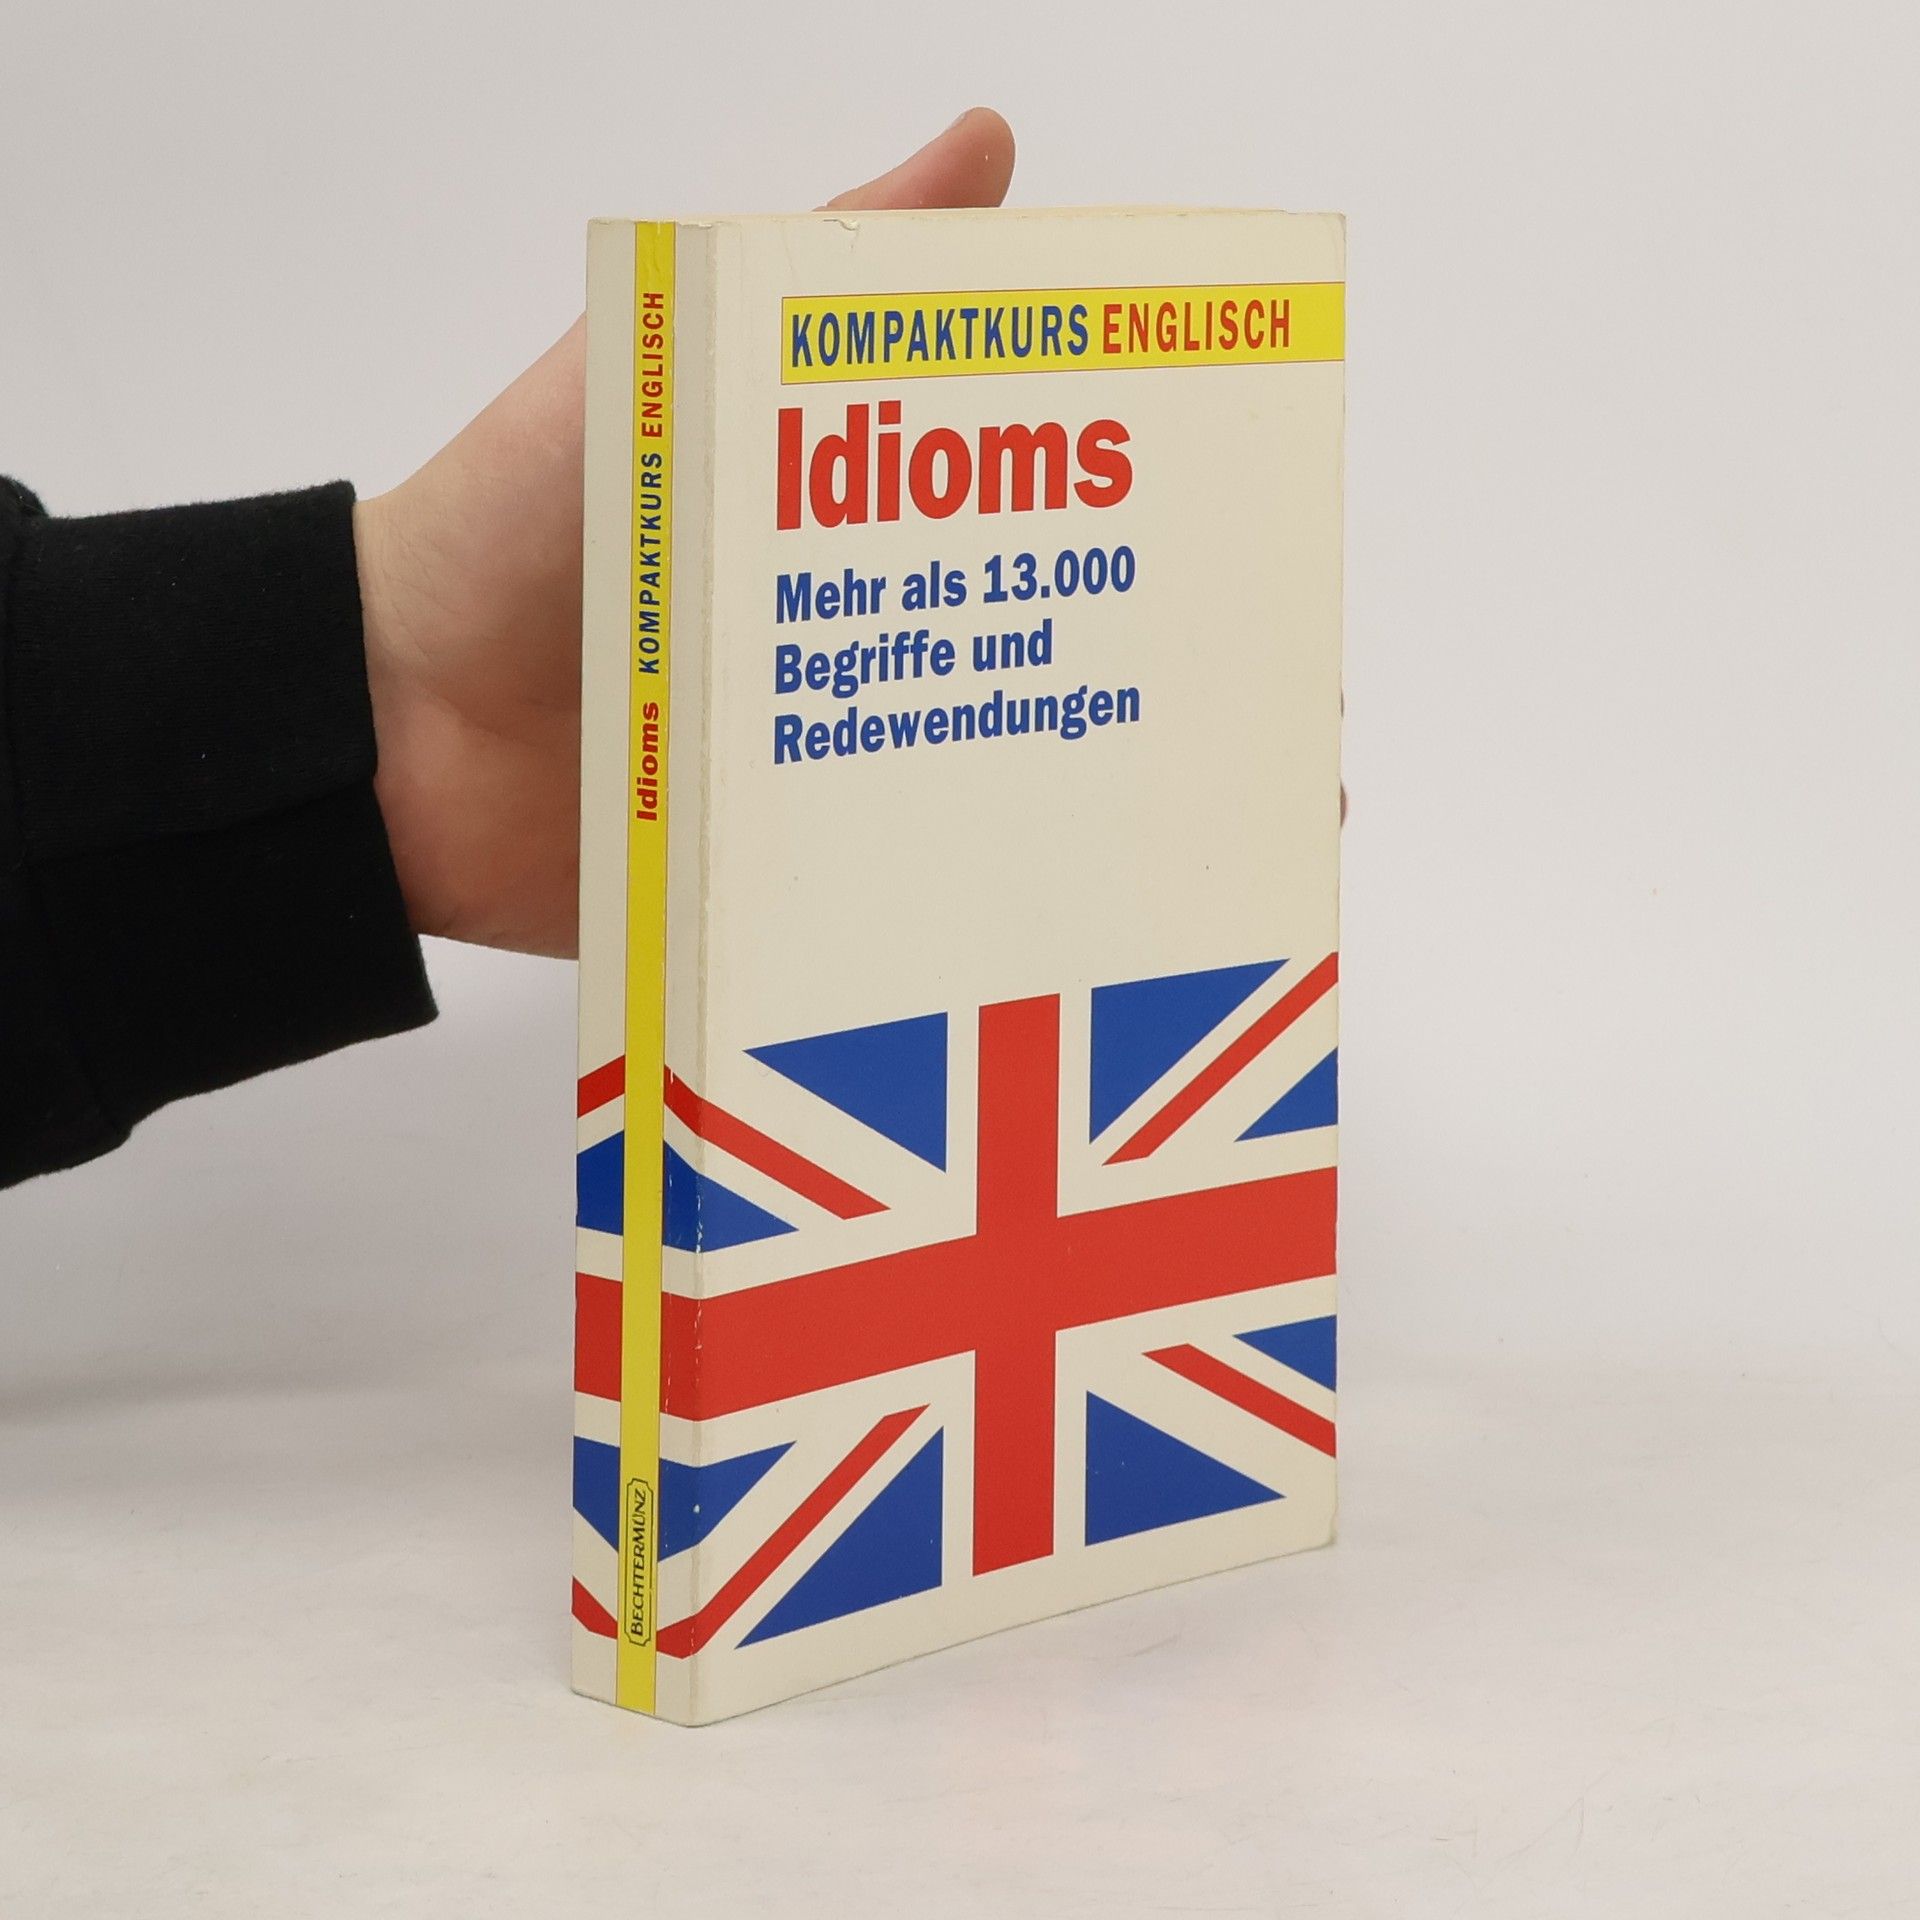 KOMPAKTKURS ENGLISCH
Idioms
Mehr als 13.000
Begriffe und
Redewendungen
Idioms KOMPAKTKURS ENGLISCH
BECHTERMÜNZ